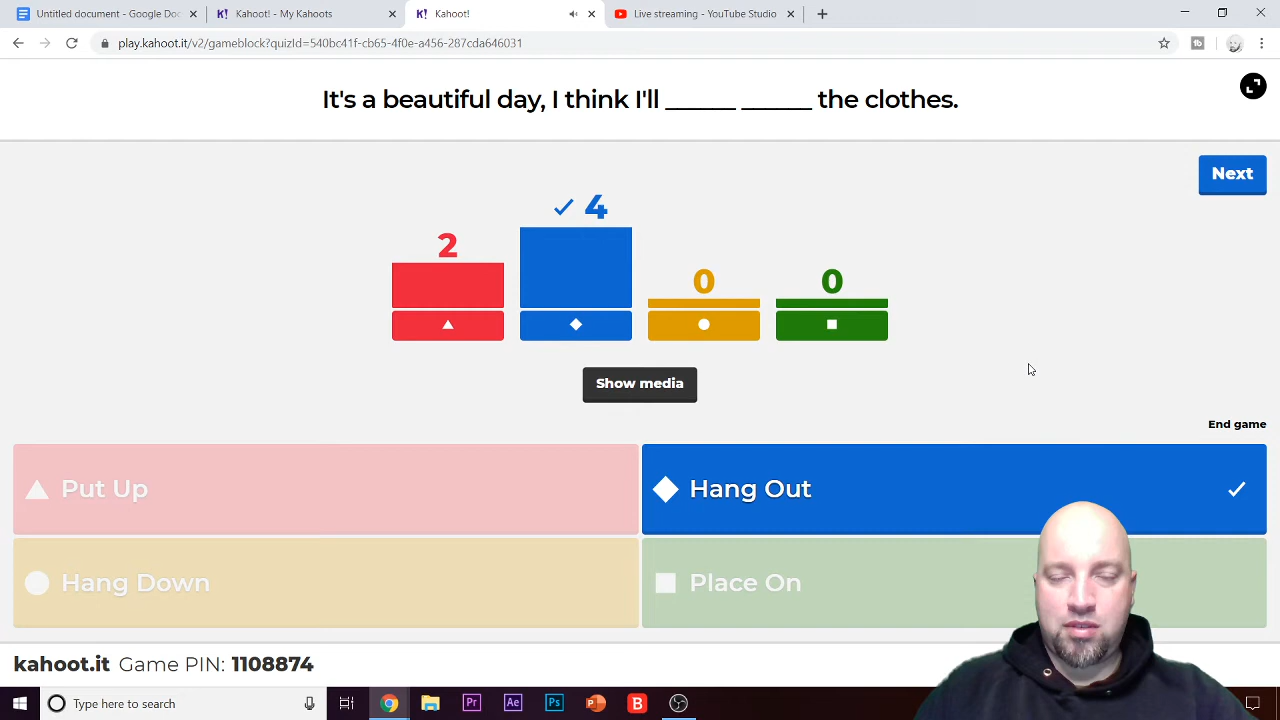 Untitled document - Google Doc
Kahoot! - My Kahoots
Kahoot!
Live streaming - YouTube Studio
play.kahoot.it/v2/gameblock?quizId=540bc41f-cb65-4f0e-a456-287cda646031
It's a beautiful day, I think I'll ______ ______ the clothes.
Next
2
4
0
0
Show media
End game
Put Up
Hang Out
Hang Down
Place On
kahoot.it Game PIN: 1108874
Type here to search